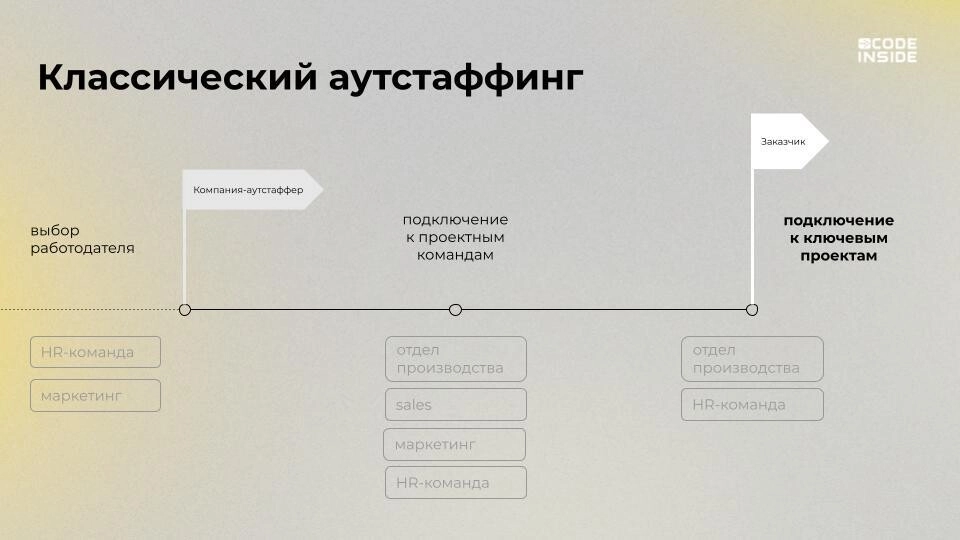 CODE
INSIDE
Классический аутстаффинг
Заказчик
Компания-аутстаффер
выбор
работодателя
подключение
к проектным
командам
подключение
к ключевым
проектам
HR-команда
маркетинг
отдел
производства
sales
маркетинг
HR-команда
отдел
производства
HR-команда